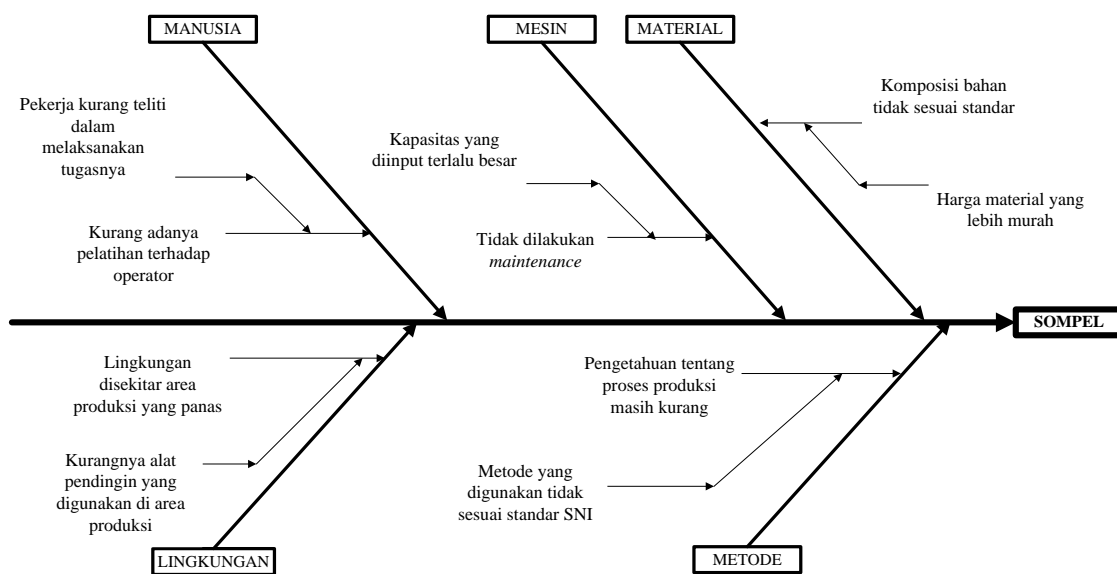 MANUSIA
MESIN
MATERIAL
Pekerja kurang teliti
dalam
melaksanakan
tugasnya
Kurang adanya
pelatihan terhadap
operator
Kapasitas yang
diinput terlalu besar
Tidak dilakukan
maintenance
Komposisi bahan
tidak sesuai standar
Harga material yang
lebih murah
SOMPEL
Lingkungan
disekitar area
produksi yang panas
Kurangnya alat
pendingin yang
digunakan di area
produksi
Pengetahuan tentang
proses produksi
masih kurang
Metode yang
digunakan tidak
sesuai standar SNI
LINGKUNGAN
METODE